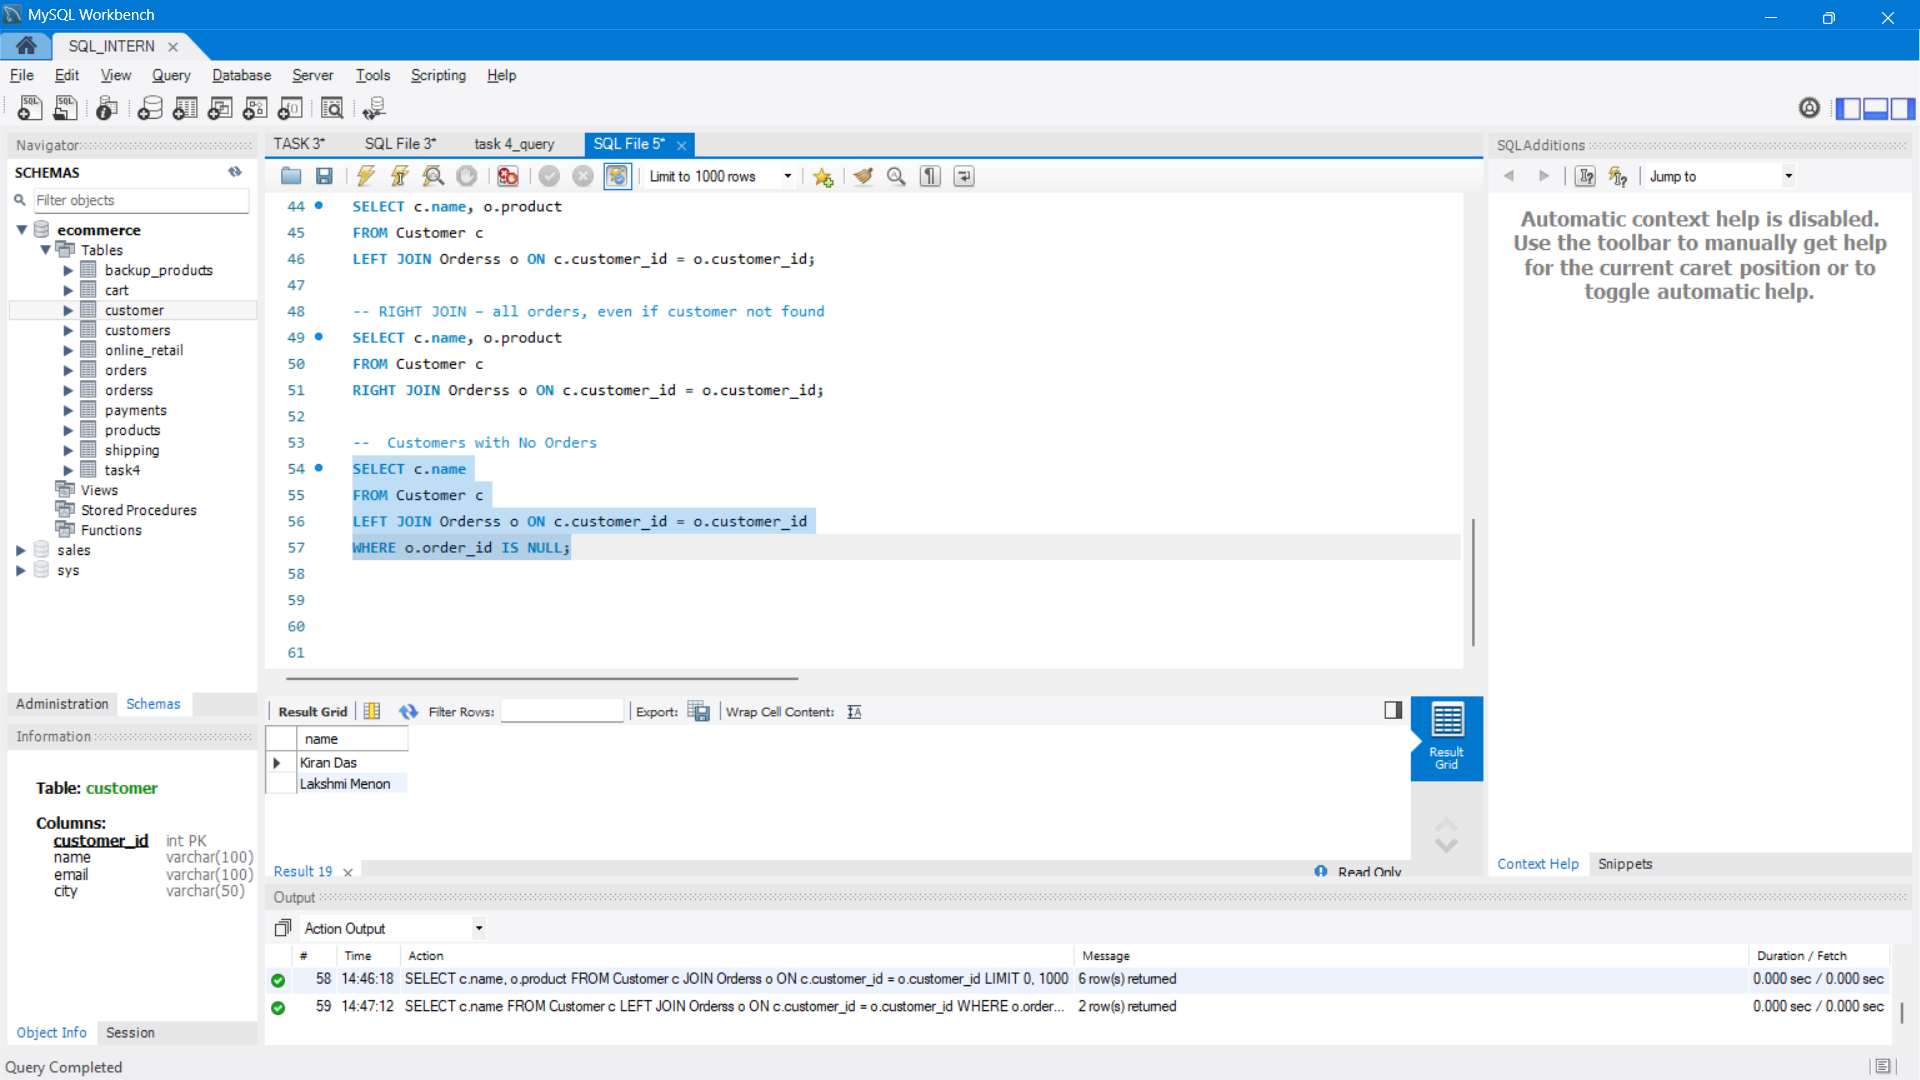 MySQL Workbench
SQL_INTERN
File Edit View Query Database Server Tools Scripting Help
Navigator
SCHEMAS
Filter objects
ecommerce
Tables
backup_products
cart
customer
customers
online_retail
orders
orderss
payments
products
shipping
task4
Views
Stored Procedures
Functions
sales
sys
Administration Schemas
Information
Table: customer
Columns:
customer_id int PK
name varchar(100)
email varchar(100)
city varchar(50)
Object Info Session
TASK 3* SQL File 3* task 4_query SQL File 5*
Limit to 1000 rows
44 SELECT c.name, o.product
45 FROM Customer c
46 LEFT JOIN Orderss o ON c.customer_id = o.customer_id;
47
48 -- RIGHT JOIN – all orders, even if customer not found
49 SELECT c.name, o.product
50 FROM Customer c
51 RIGHT JOIN Orderss o ON c.customer_id = o.customer_id;
52
53 --  Customers with No Orders
54 SELECT c.name
55 FROM Customer c
56 LEFT JOIN Orderss o ON c.customer_id = o.customer_id
57 WHERE o.order_id IS NULL;
58
59
60
61
Result Grid Filter Rows: Export: Wrap Cell Content:
name
Kiran Das
Lakshmi Menon
Result Grid
Result 19 Read Only
Output
Action Output
# Time Action Message Duration / Fetch
58 14:46:18 SELECT c.name, o.product FROM Customer c JOIN Orderss o ON c.customer_id = o.customer_id LIMIT 0, 1000 6 row(s) returned 0.000 sec / 0.000 sec
59 14:47:12 SELECT c.name FROM Customer c LEFT JOIN Orderss o ON c.customer_id = o.customer_id WHERE o.order... 2 row(s) returned 0.000 sec / 0.000 sec
SQLAdditions
Jump to
Automatic context help is disabled.
Use the toolbar to manually get help
for the current caret position or to
toggle automatic help.
Context Help Snippets
Query Completed